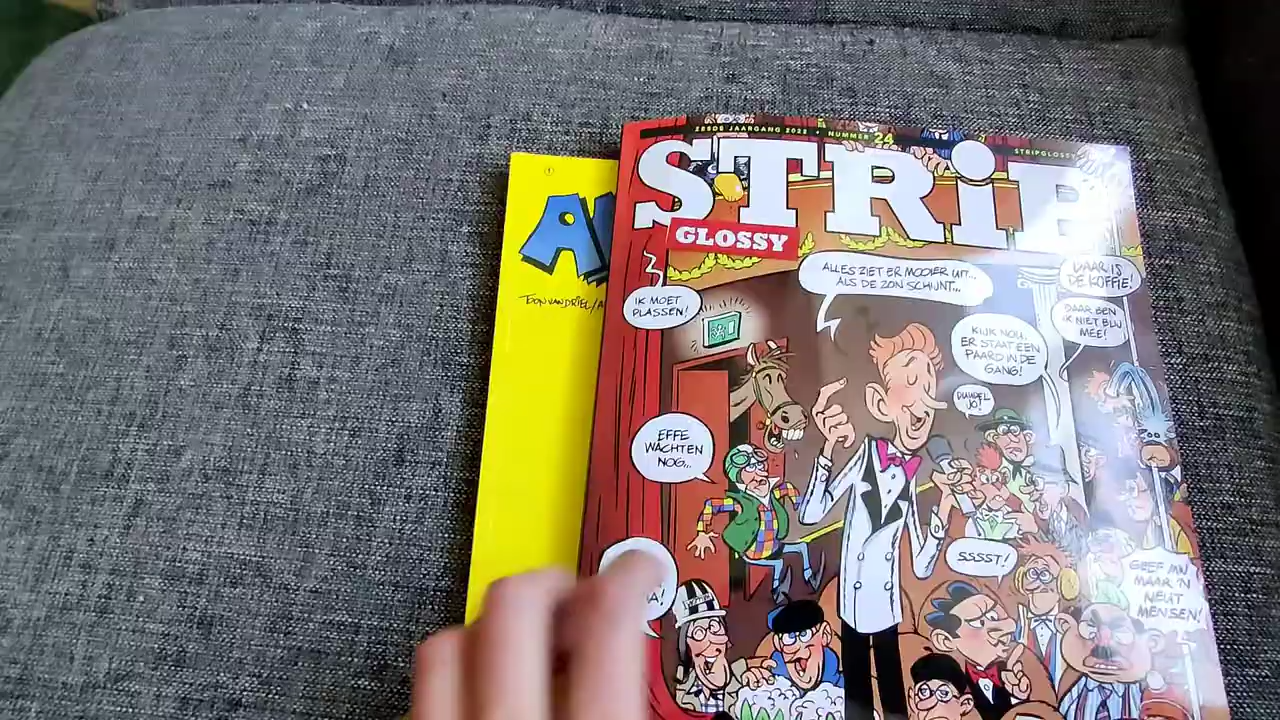 ZESDE JAARGANG 2022 • NUMMER 24
STRIPGLOSSY
STRiP
GLOSSY
A
TOON VAN DRIEL/A
ALLES ZIET ER MOOIER UIT...
ALS DE ZON SCHIJNT...
DAAR IS
DE KOFFIE!
IK MOET
PLASSEN!
DAAR BEN
IK NIET BLIJ
MEE!
KIJK NOU,
ER STAAT EEN
PAARD IN DE
GANG!
JO!
EFFE
WACHTEN
NOG...
SSSST!
GEEF MIJ
MAAR 'N
NEUT
MENSEN!
A!